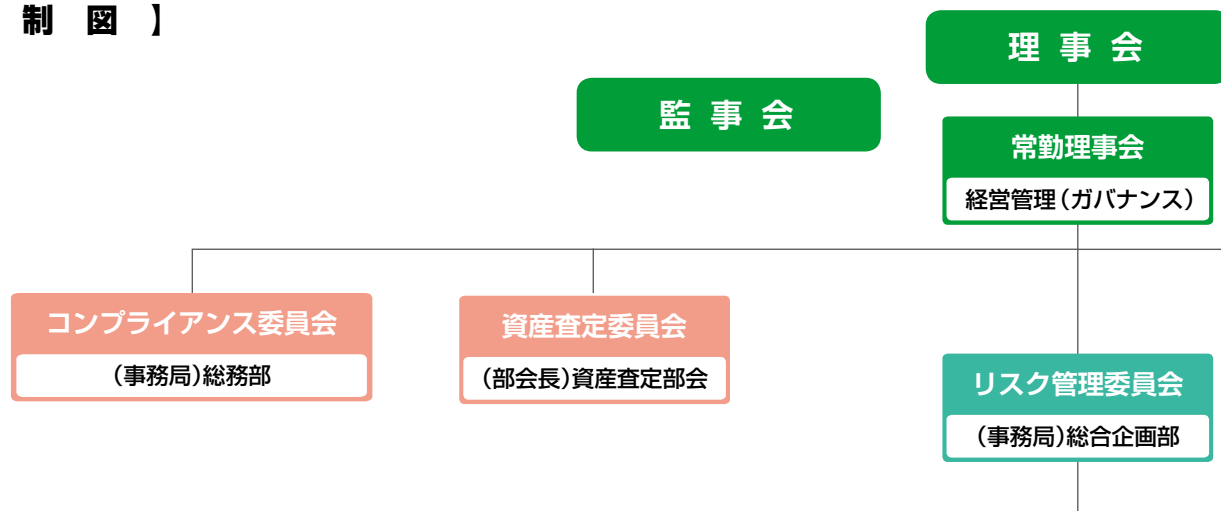 制 図 】
理 事 会
監 事 会
常勤理事会
経営管理(ガバナンス)
コンプライアンス委員会
(事務局)総務部
資産査定委員会
(部会長)資産査定部会
リスク管理委員会
(事務局)総合企画部